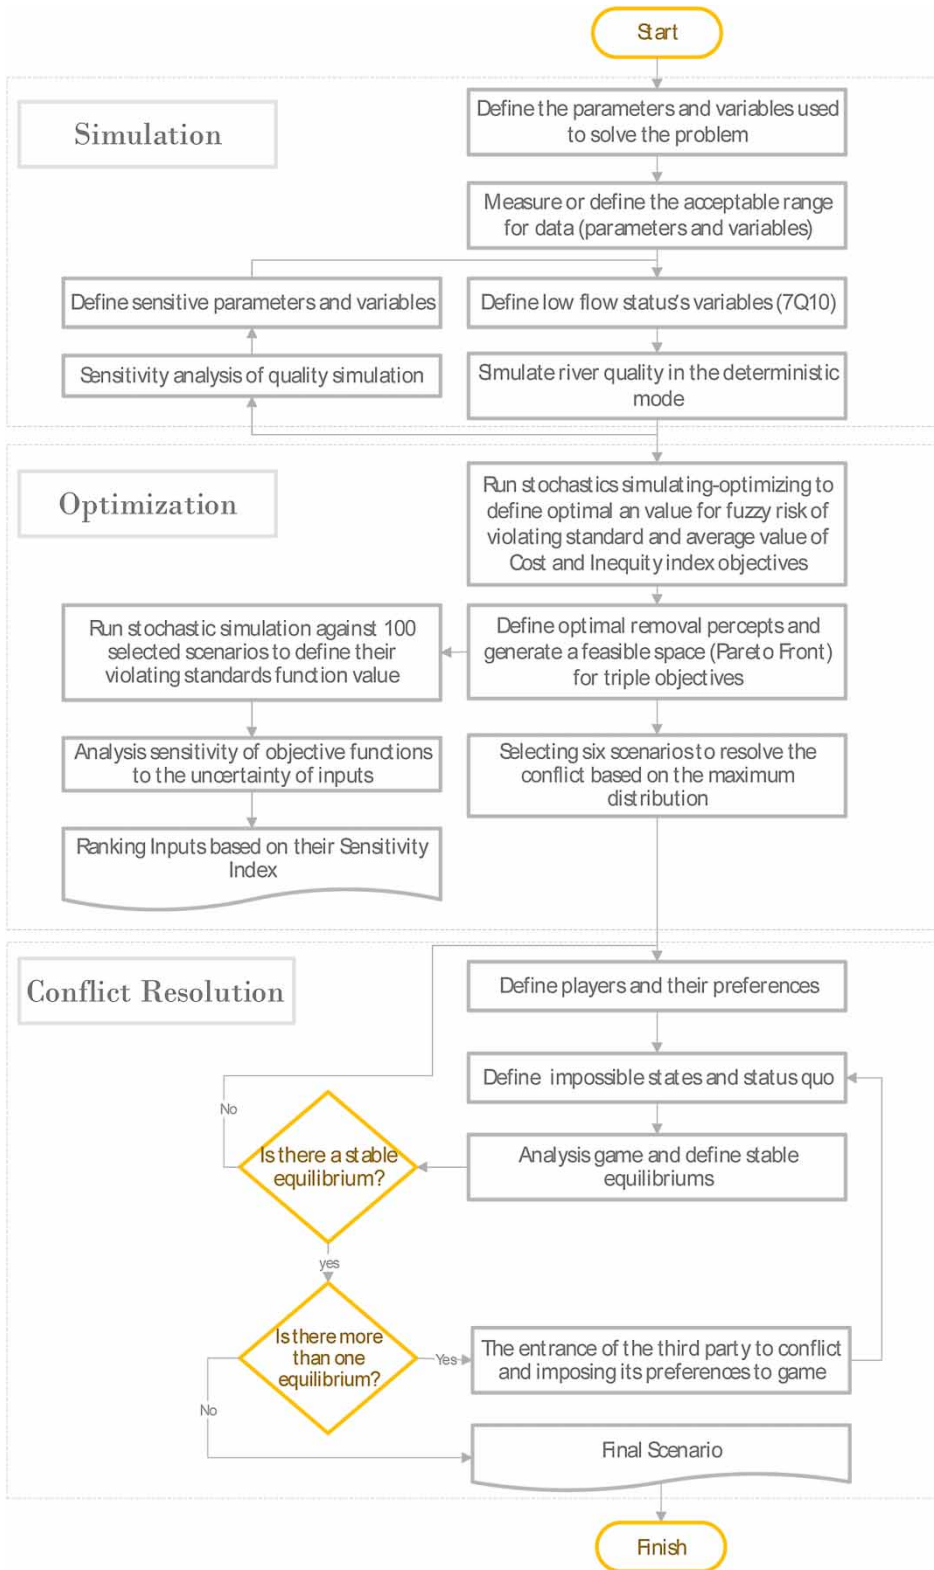 Start
Simulation
Define the parameters and variables used
to solve the problem
Measure or define the acceptable range
for data (parameters and variables)
Define sensitive parameters and variables
Define low flow status's variables (7Q10)
Sensitivity analysis of quality simulation
Simulate river quality in the deterministic
mode
Optimization
Run stochastics simulating-optimizing to
define optimal an value for fuzzy risk of
violating standard and average value of
Cost and Inequity index objectives
Run stochastic simulation against 100
selected scenarios to define their
violating standards function value
Define optimal removal percepts and
generate a feasible space (Pareto Front)
for triple objectives
Analysis sensitivity of objective functions
to the uncertainty of inputs
Selecting six scenarios to resolve the
conflict based on the maximum
distribution
Ranking Inputs based on their Sensitivity
Index
Conflict Resolution
Define players and their preferences
Define impossible states and status quo
No
Is there a stable
equilibrium?
Analysis game and define stable
equilibriums
yes
Is there more
than one
equilibrium?
Yes
The entrance of the third party to conflict
and imposing its preferences to game
No
Final Scenario
Finish